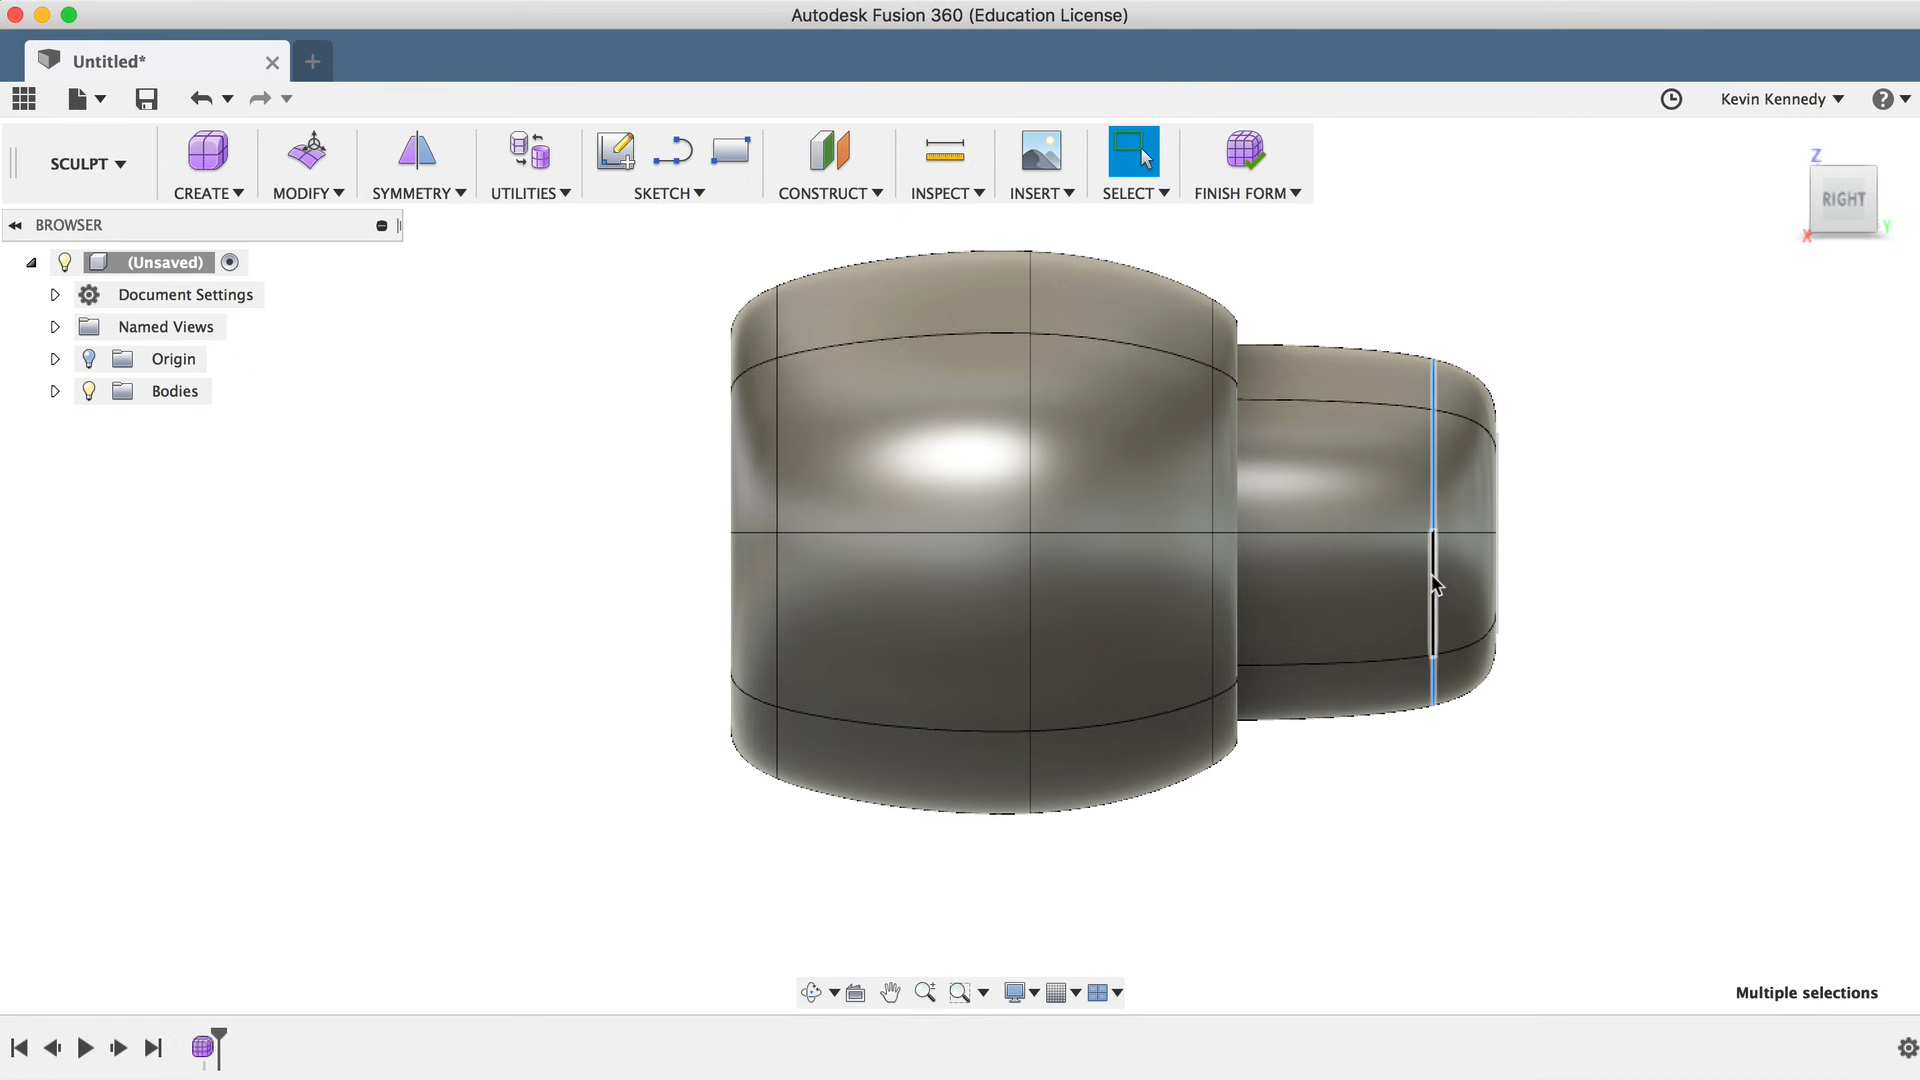 Autodesk Fusion 360 (Education License)
Untitled*
Kevin Kennedy
SCULPT
CREATE
MODIFY
SYMMETRY
UTILITIES
SKETCH
CONSTRUCT
INSPECT
INSERT
SELECT
FINISH FORM
Z
RIGHT
X
Y
BROWSER
(Unsaved)
Document Settings
Named Views
Origin
Bodies
Multiple selections